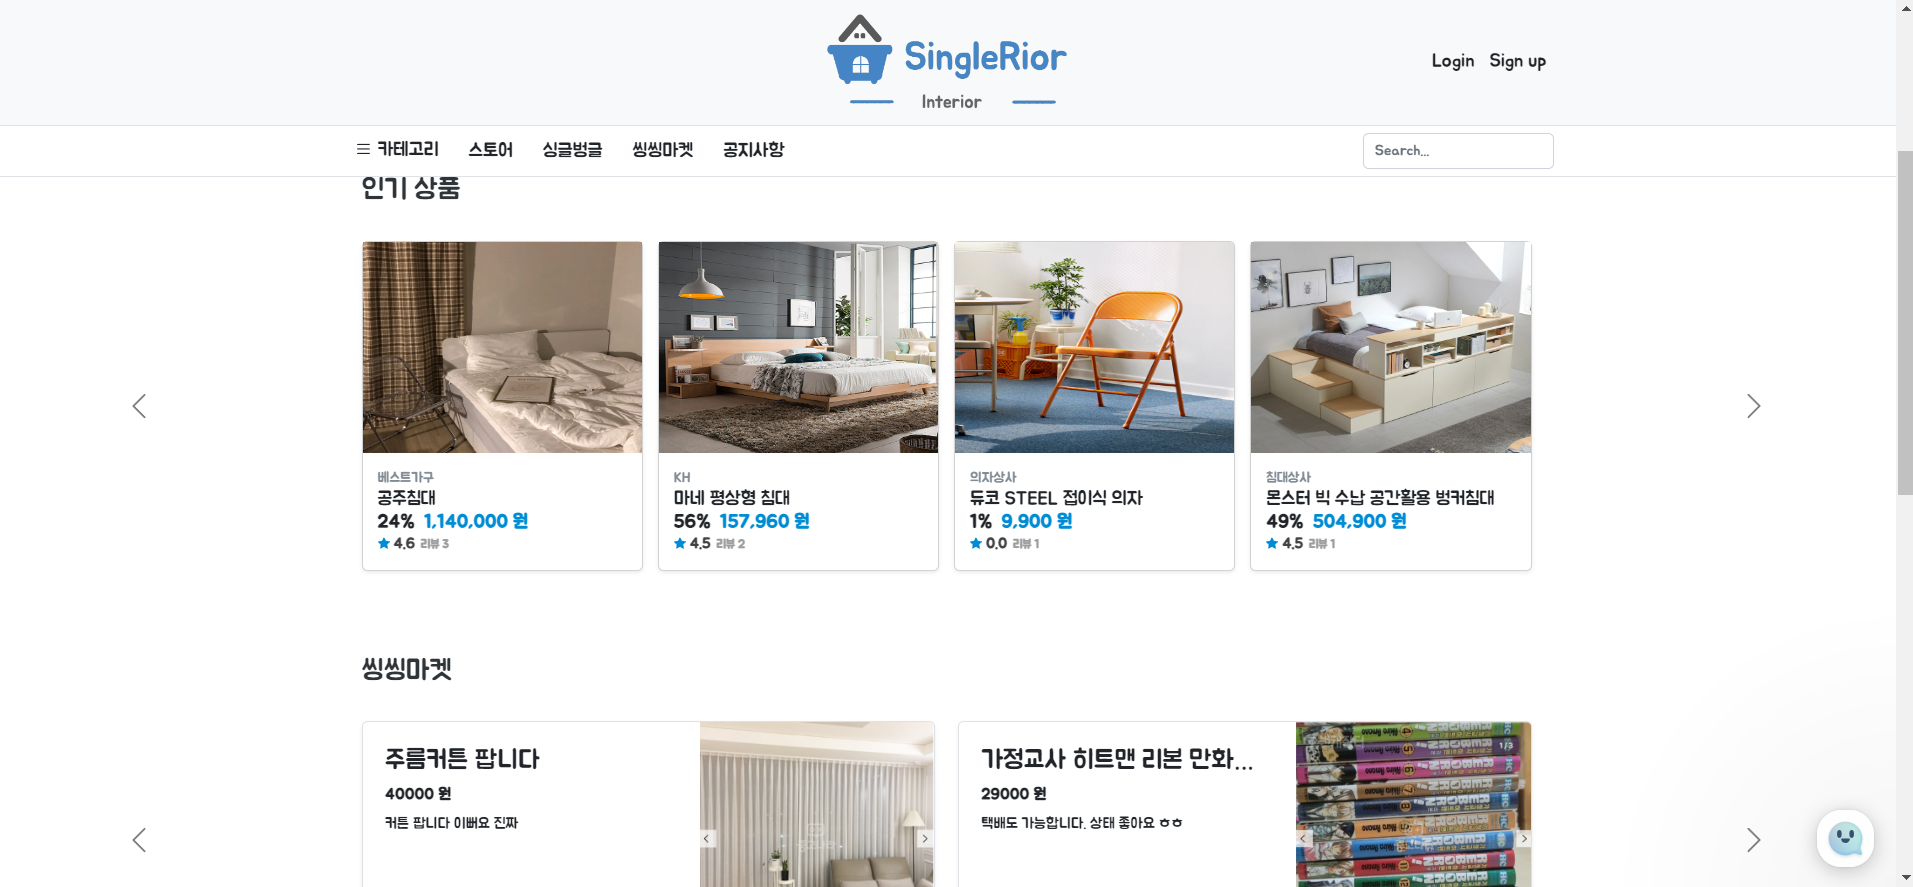 SingleRior
Interior
Login Sign up
카테고리 스토어 싱글벙글 씽씽마켓 공지사항 Search...
인기 상품
베스트가구
공주침대
24% 1,140,000 원
4.6 리뷰 3
KH
마네 평상형 침대
56% 157,960 원
4.5 리뷰 2
의자상사
듀코 STEEL 접이식 의자
1% 9,900 원
0.0 리뷰 1
침대상사
몬스터 빅 수납 공간활용 벙커침대
49% 504,900 원
4.5 리뷰 1
씽씽마켓
주름커튼 팝니다
40000 원
커튼 팝니다 이뻐요 진짜
가정교사 히트맨 리본 만화...
29000 원
택배도 가능합니다. 상태 좋아요 ㅎㅎ
1/3